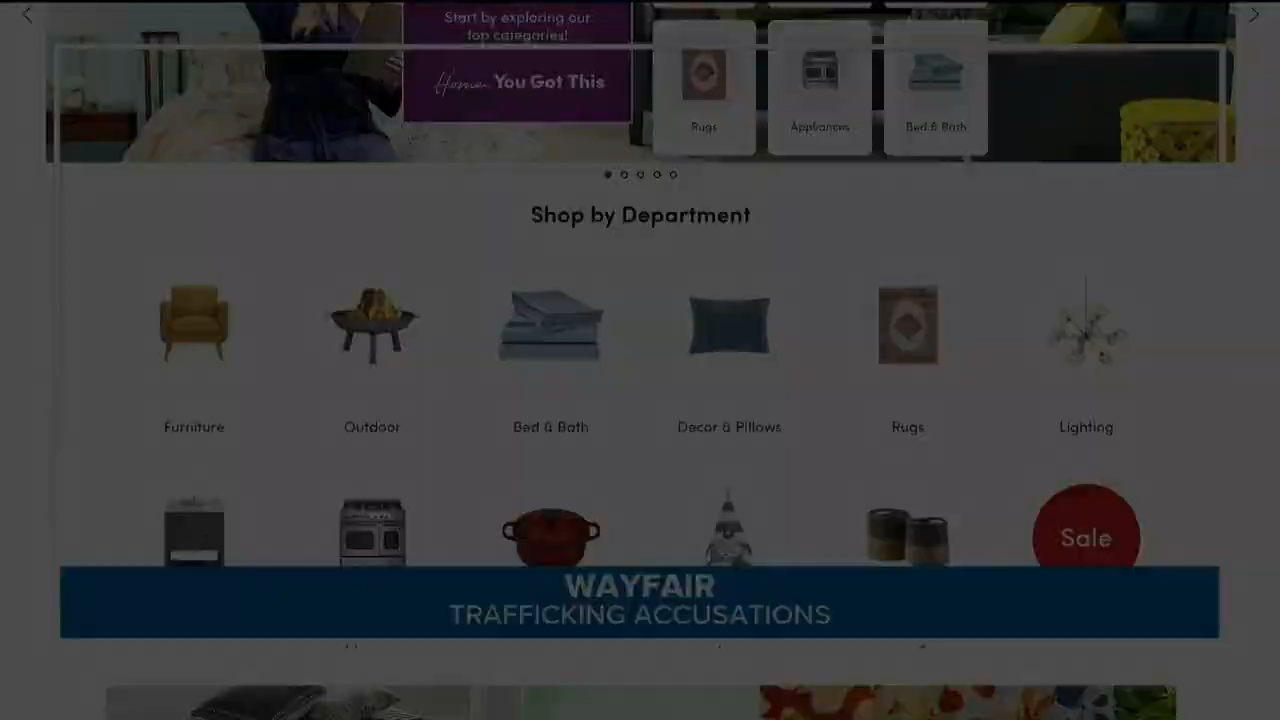 Start by exploring our
top categories!
Home. You Got This
Rugs
Appliances
Bed & Bath
Shop by Department
Furniture
Outdoor
Bed & Bath
Decor & Pillows
Rugs
Lighting
Sale
WAYFAIR
TRAFFICKING ACCUSATIONS